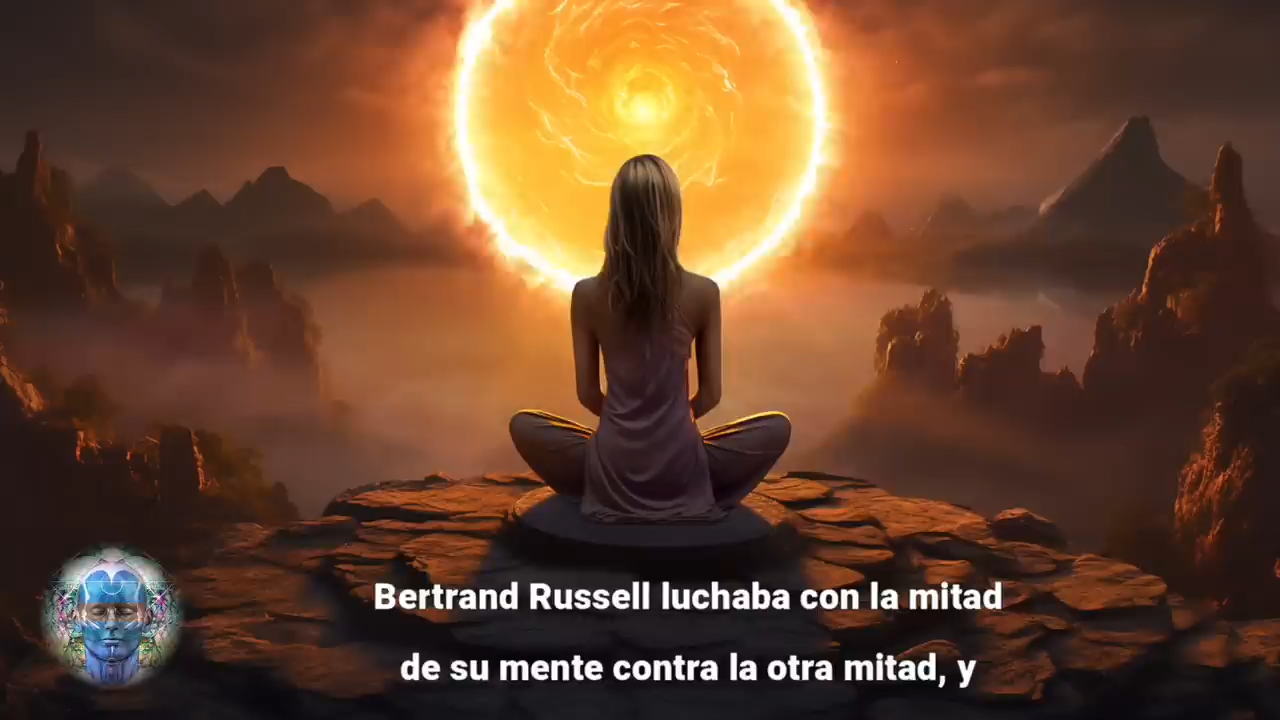 Bertrand Russell luchaba con la mitad
de su mente contra la otra mitad, y